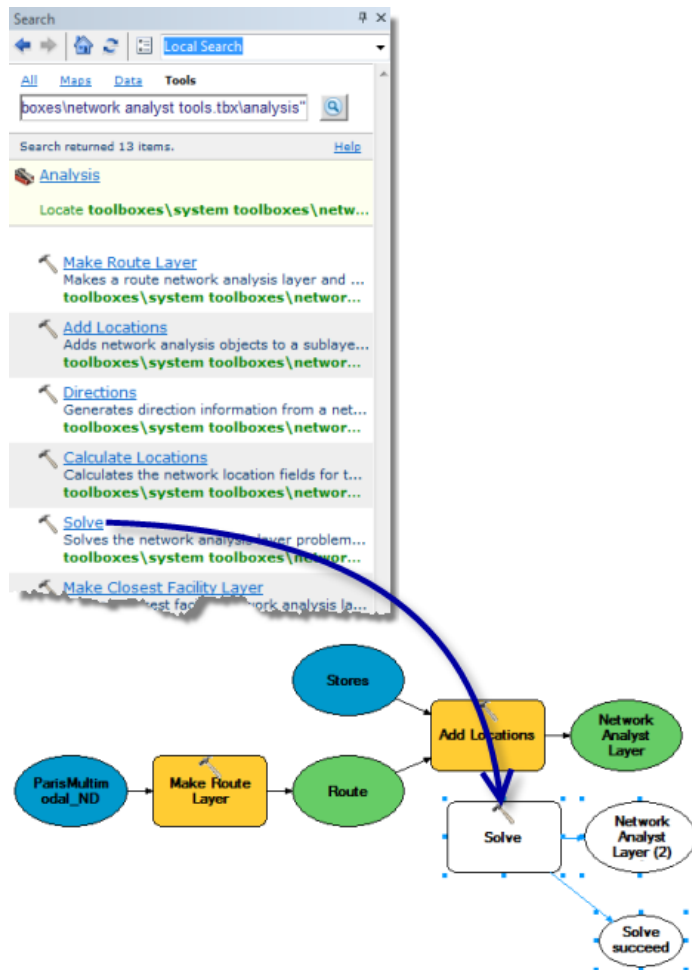 Search
Local Search
All Maps Data Tools
boxes\network analyst tools.tbx\analysis"
Search returned 13 items. Help
Analysis
Locate toolboxes\system toolboxes\netw...
Make Route Layer
Makes a route network analysis layer and ...
toolboxes\system toolboxes\networ...
Add Locations
Adds network analysis objects to a sublaye...
toolboxes\system toolboxes\networ...
Directions
Generates direction information from a net...
toolboxes\system toolboxes\networ...
Calculate Locations
Calculates the network location fields for t...
toolboxes\system toolboxes\networ...
Solve
Solves the network analysis layer problem...
toolboxes\system toolboxes\networ...
Make Closest Facility Layer
network analysis la...
Stores
Add Locations
Network
Analyst
Layer
ParisMultim
odal_ND
Make Route
Layer
Route
Solve
Network
Analyst
Layer (2)
Solve
succeed